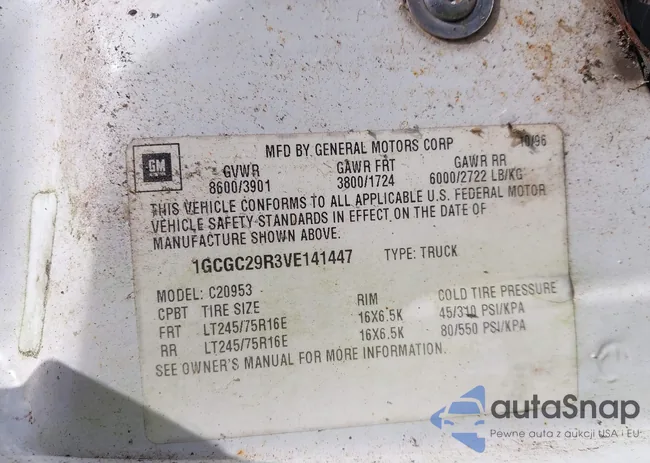 MFD BY GENERAL MOTORS CORP 10/96
GM
GVWR GAWR FRT GAWR RR
8600/3901 3800/1724 6000/2722 LB/KG
THIS VEHICLE CONFORMS TO ALL APPLICABLE U.S. FEDERAL MOTOR
VEHICLE SAFETY STANDARDS IN EFFECT ON THE DATE OF
MANUFACTURE SHOWN ABOVE.
1GCGC29R3VE141447 TYPE: TRUCK
MODEL: C20953
CPBT TIRE SIZE RIM COLD TIRE PRESSURE
FRT LT245/75R16E 16X6.5K 45/310 PSI/KPA
RR LT245/75R16E 16X6.5K 80/550 PSI/KPA
SEE OWNER'S MANUAL FOR MORE INFORMATION.
autaSnap
Pewne auta z aukcji USA i EU